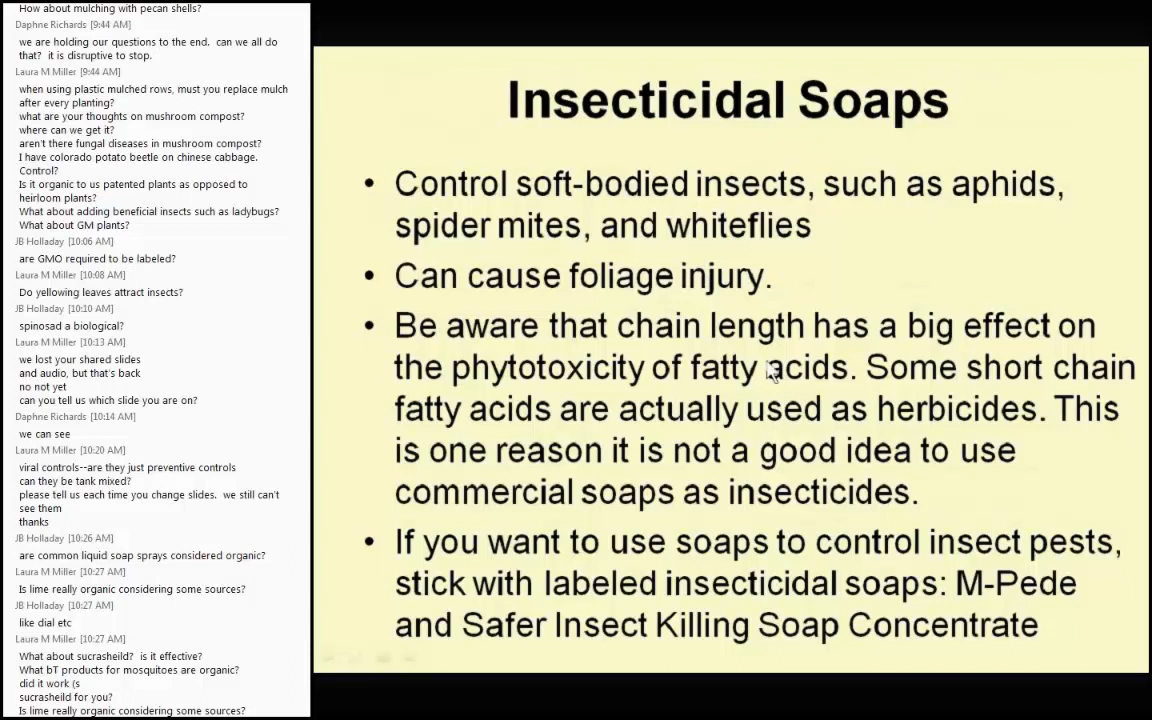 How about mulching with pecan shells?
Daphne Richards [9:44 AM]
we are holding our questions to the end. can we all do
that? it is disruptive to stop.
Laura M Miller [9:44 AM]
when using plastic mulched rows, must you replace mulch
after every planting?
what are your thoughts on mushroom compost?
where can we get it?
aren't there fungal diseases in mushroom compost?
I have colorado potato beetle on chinese cabbage.
Control?
Is it organic to us patented plants as opposed to
heirloom plants?
What about adding beneficial insects such as ladybugs?
What about GM plants?
JB Holladay [10:06 AM]
are GMO required to be labeled?
Laura M Miller [10:08 AM]
Do yellowing leaves attract insects?
JB Holladay [10:10 AM]
spinosad a biological?
Laura M Miller [10:13 AM]
we lost your shared slides
and audio, but that's back
no not yet
can you tell us which slide you are on?
Daphne Richards [10:14 AM]
we can see
Laura M Miller [10:20 AM]
viral controls--are they just preventive controls
can they be tank mixed?
please tell us each time you change slides. we still can't
see them
thanks
JB Holladay [10:26 AM]
are common liquid soap sprays considered organic?
Laura M Miller [10:27 AM]
Is lime really organic considering some sources?
JB Holladay [10:27 AM]
like dial etc
Laura M Miller [10:27 AM]
What about sucrasheild? is it effective?
What bT products for mosquitoes are organic?
did it work (s
sucrasheild for you?
Is lime really organic considering some sources?
Insecticidal Soaps
• Control soft-bodied insects, such as aphids,
spider mites, and whiteflies
• Can cause foliage injury.
• Be aware that chain length has a big effect on
the phytotoxicity of fatty acids. Some short chain
fatty acids are actually used as herbicides. This
is one reason it is not a good idea to use
commercial soaps as insecticides.
• If you want to use soaps to control insect pests,
stick with labeled insecticidal soaps: M-Pede
and Safer Insect Killing Soap Concentrate